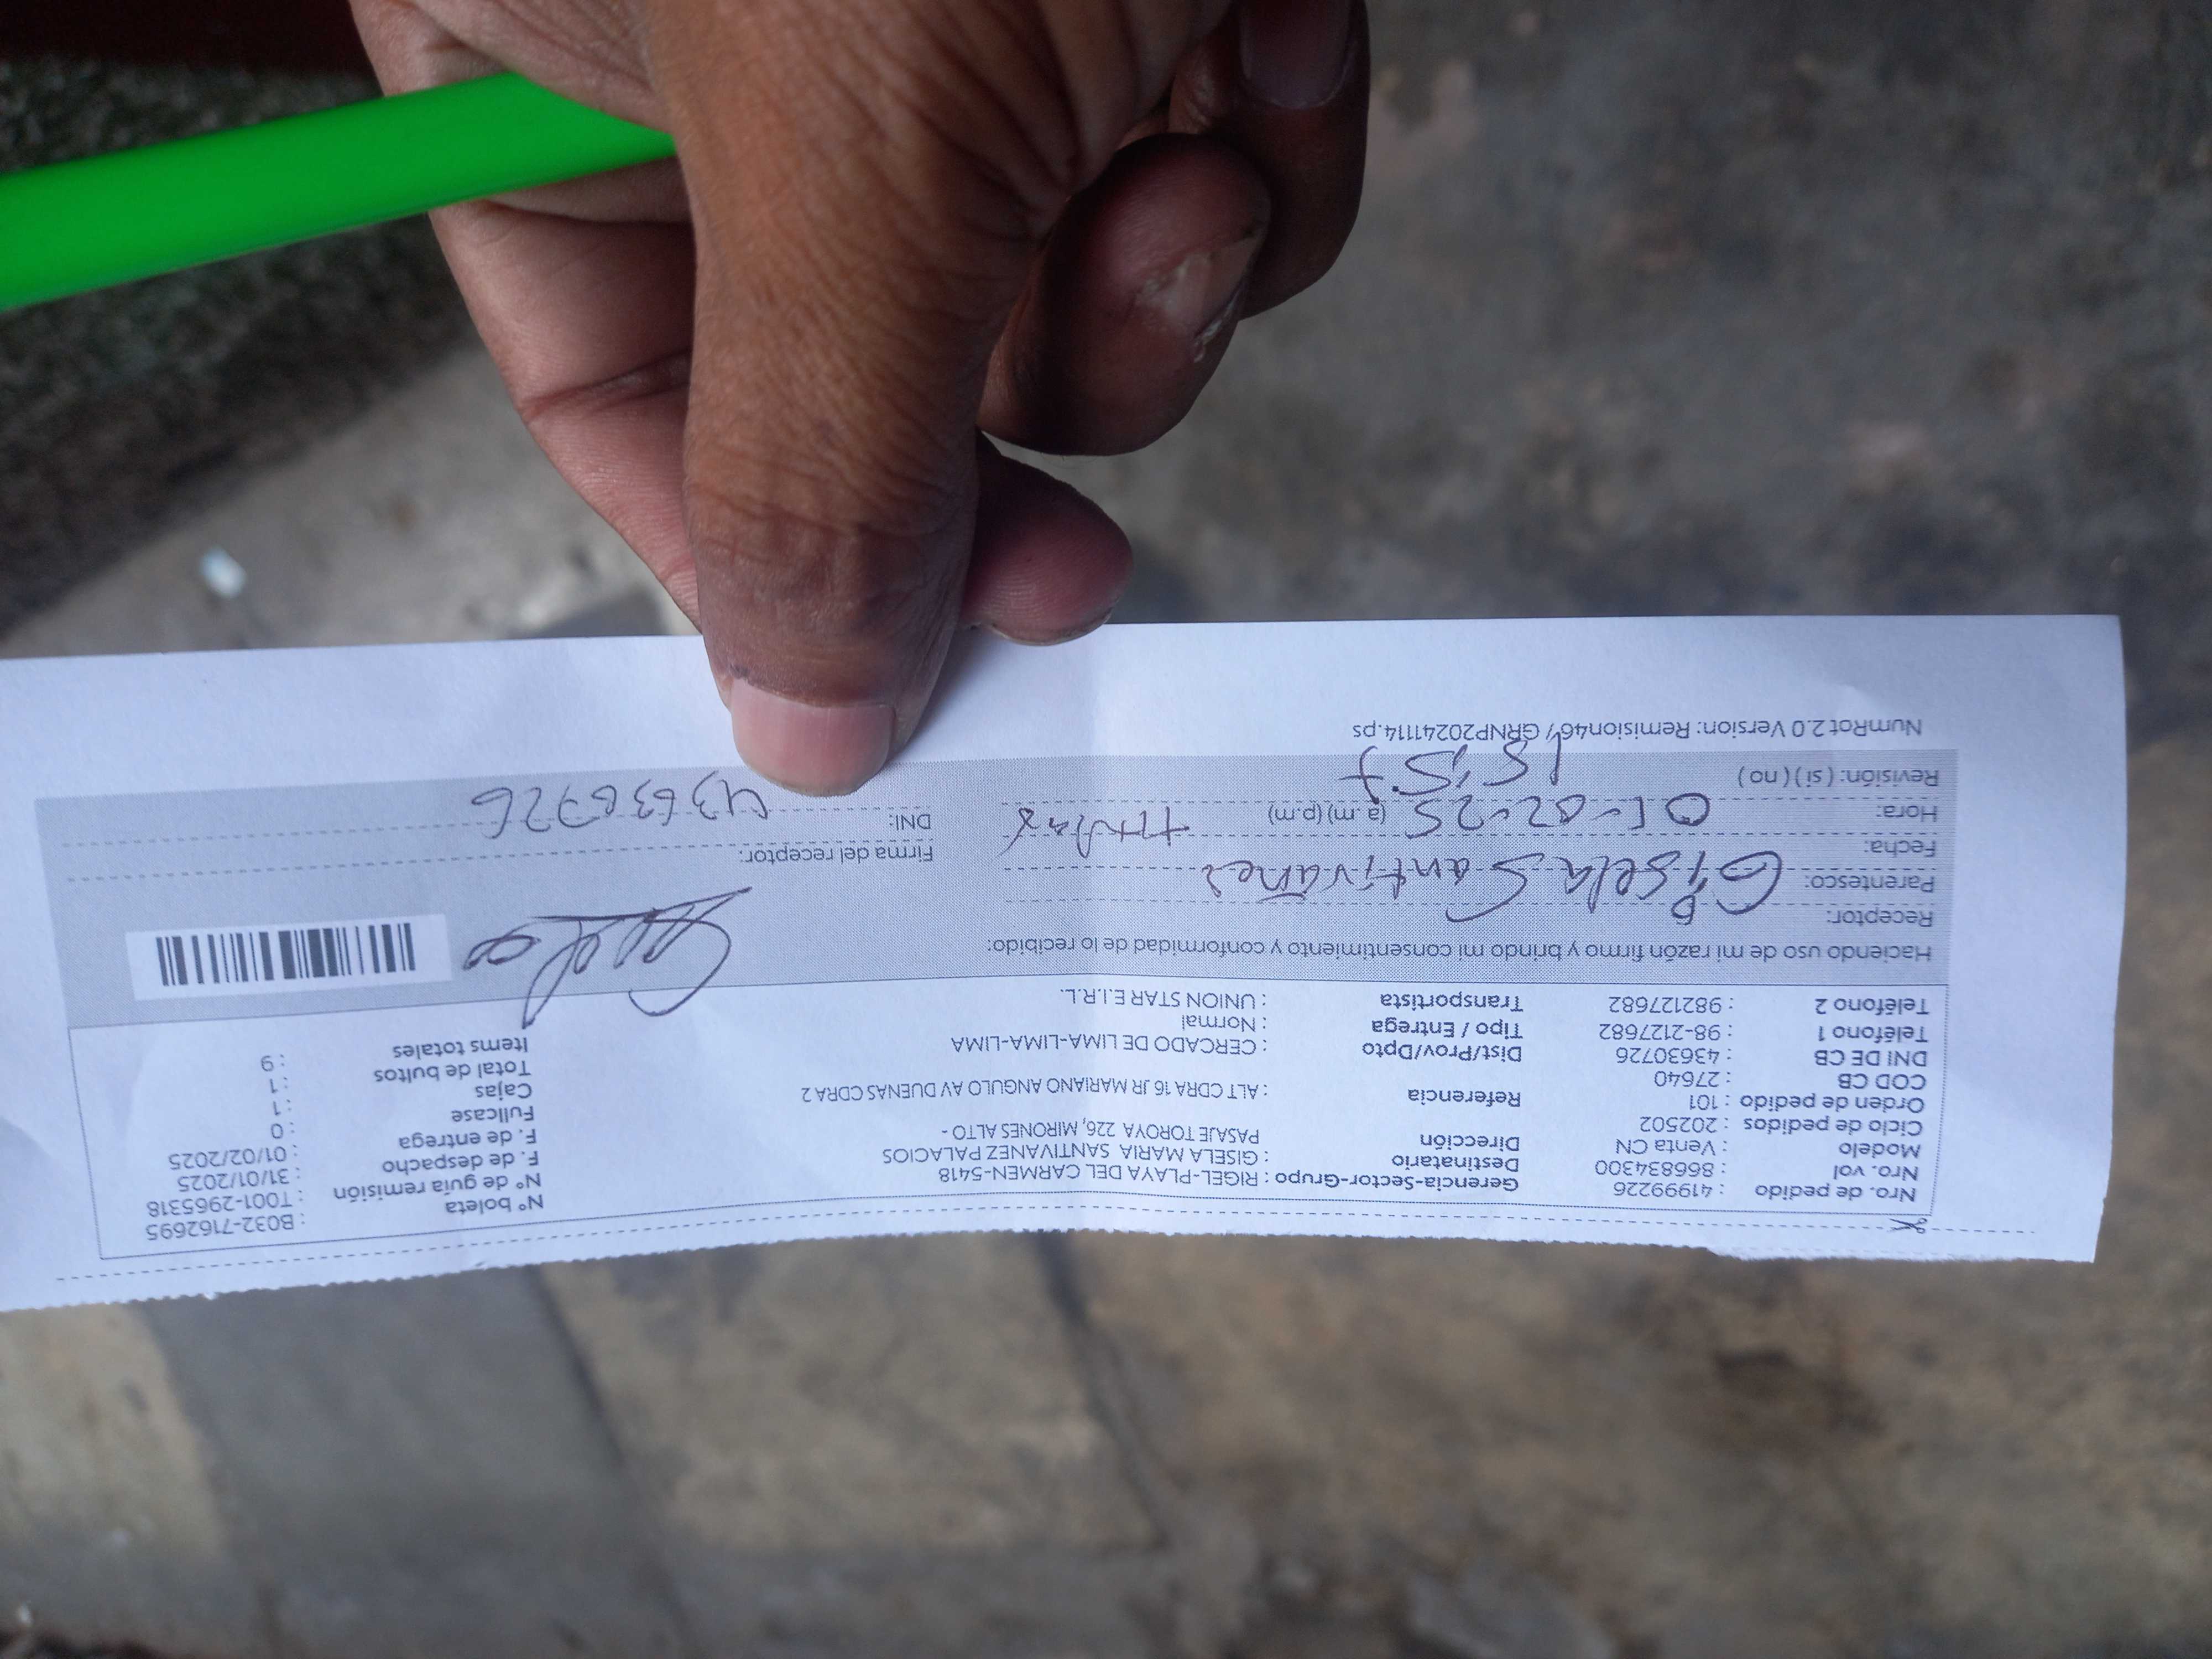 Nro. de pedido : 41999226 Gerencia-Sector-Grupo : RIGEL-PLAYA DEL CARMEN-5418 N° boleta : B032-7162695
Nro. vol : 866834300 Destinatario : GISELA MARIA SANTIVANEZ PALACIOS N° de guía remisión : T001-2965318
Modelo : Venta CN Dirección PASAJE TOROYA 226, MIRONES ALTO - F. de despacho : 31/01/2025
Ciclo de pedidos : 202502 F. de entrega : 01/02/2025
Orden de pedido : 101 Referencia : ALT CDRA 16 JR MARIANO ANGULO AV DUENAS CDRA 2 Fullcase : 0
COD CB : 27640 Cajas : 1
DNI DE CB : 43630726 Dist/Prov/Dpto : CERCADO DE LIMA-LIMA-LIMA Total de bultos : 1
Teléfono 1 : 98-2127682 Tipo / Entrega : Normal Items totales : 9
Teléfono 2 : 982127682 Transportista : UNION STAR E.I.R.L.
Haciendo uso de mi razón firmo y brindo mi consentimiento y conformidad de lo recibido:
Receptor: Gisela Santivañez
Parentesco:
Fecha: 01-02-25 Firma del receptor:
Hora: (a.m) (p.m) DNI: 43630726
Revisión: ( si ) ( no ) 15:57
NumRot 2.0 Version: Remision46/ GRNP20241114.ps